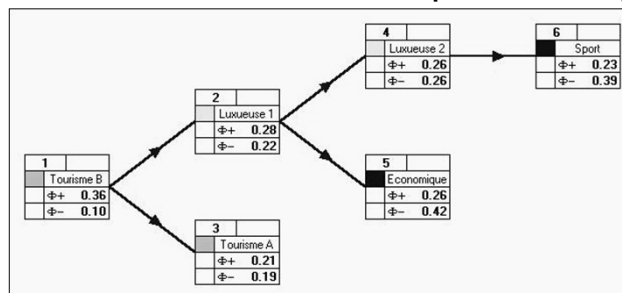 4
Luxueuse 2
Φ+ 0.26
Φ- 0.26
6
Sport
Φ+ 0.23
Φ- 0.39
2
Luxueuse 1
Φ+ 0.28
Φ- 0.22
1
Tourisme B
Φ+ 0.36
Φ- 0.10
5
Economique
Φ+ 0.26
Φ- 0.42
3
Tourisme A
Φ+ 0.21
Φ- 0.19